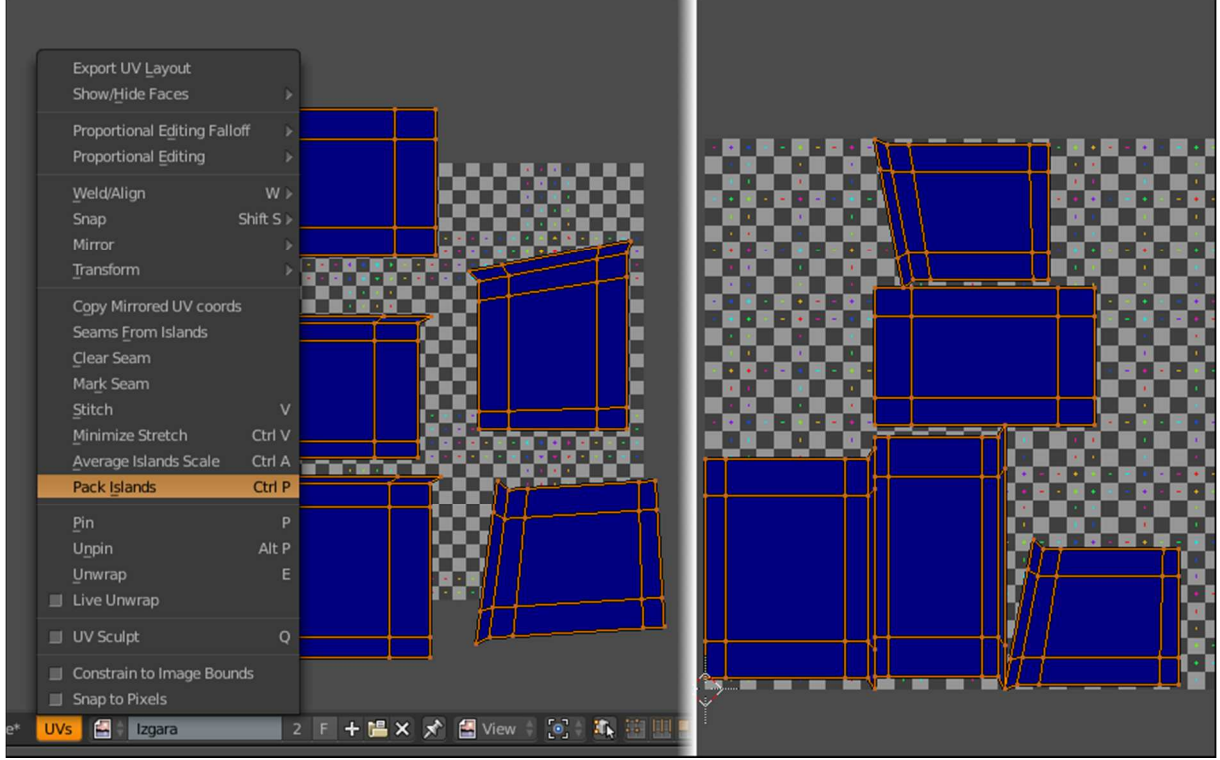 Export UV Layout
Show/Hide Faces
Proportional Editing Falloff
Proportional Editing
Weld/Align W
Snap Shift S
Mirror
Transform
Copy Mirrored UV coords
Seams From Islands
Clear Seam
Mark Seam
Stitch V
Minimize Stretch Ctrl V
Average Islands Scale Ctrl A
Pack Islands Ctrl P
Pin P
Unpin Alt P
Unwrap E
Live Unwrap
UV Sculpt Q
Constrain to Image Bounds
Snap to Pixels
e* UVs Izgara 2 F View